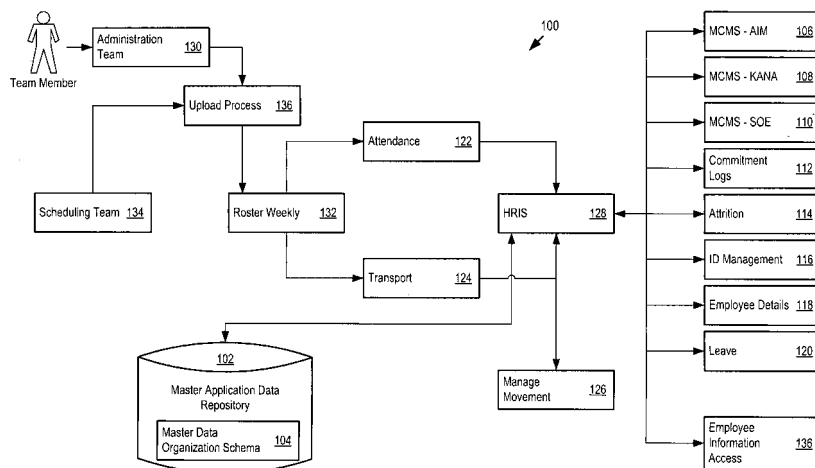 100
Team Member
Administration
Team 130
Upload Process
136
Scheduling Team 134
Roster Weekly 132
Attendance 122
Transport 124
HRIS 128
Manage
Movement 126
102
Master Application Data
Repository
Master Data
Organization Schema 104
MCMS - AIM 106
MCMS - KANA 108
MCMS - SOE 110
Commitment
Logs 112
Attrition 114
ID Management 116
Employee Details 118
Leave 120
Employee
Information
Access 136